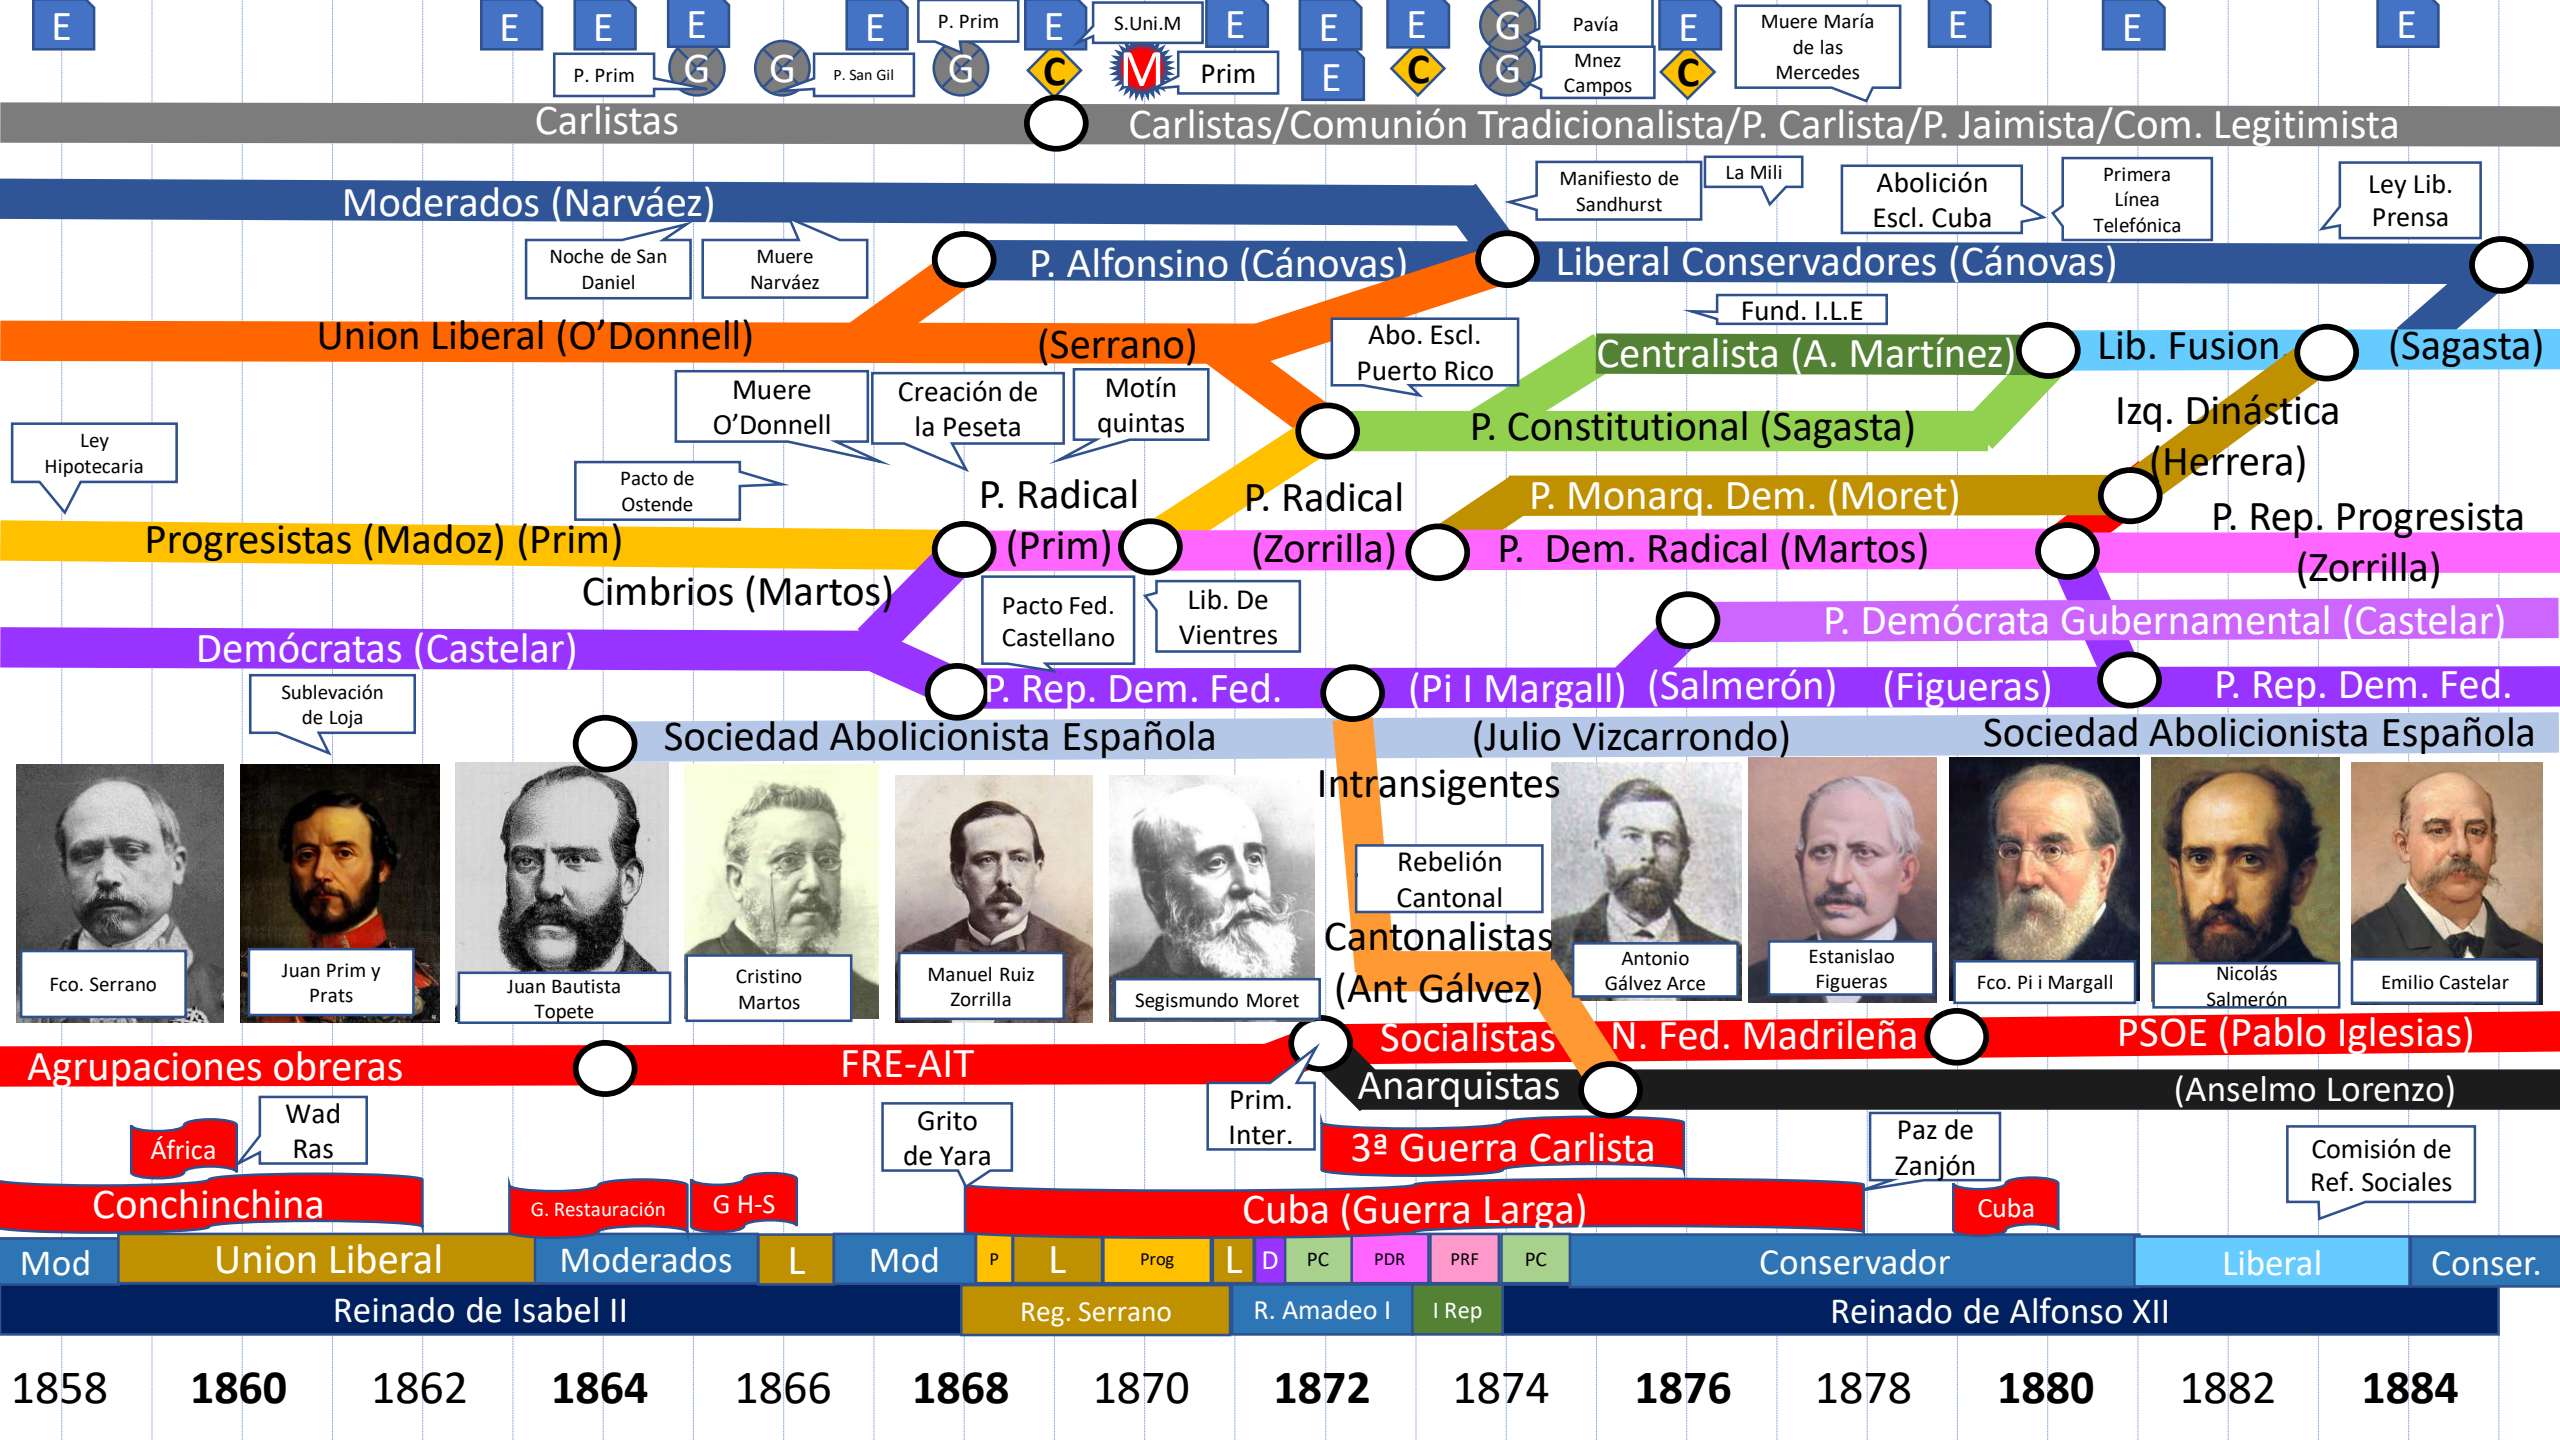 E E E E E E E E E E E E E
P. Prim
S.Uni.M
G Pavía
Muere María
de las
Mercedes
P. Prim
G
G
P. San Gil
G
C
M
Prim
E
C
G
Mnez
Campos
C
Carlistas
Carlistas/Comunión Tradicionalista/P. Carlista/P. Jaimista/Com. Legitimista
Moderados (Narváez)
Manifiesto de
Sandhurst
La Mili
Abolición
Escl. Cuba
Primera
Línea
Telefónica
Ley Lib.
Prensa
Noche de San
Daniel
Muere
Narváez
P. Alfonsino (Cánovas)
Liberal Conservadores (Cánovas)
Union Liberal (O’Donnell)
(Serrano)
Abo. Escl.
Puerto Rico
Fund. I.L.E
Centralista (A. Martínez)
Lib. Fusion.
(Sagasta)
Muere
O’Donnell
Creación de
la Peseta
Motín
quintas
P. Constitutional (Sagasta)
Izq. Dinástica
(Herrera)
Ley
Hipotecaria
Pacto de
Ostende
P. Radical
(Prim)
P. Radical
(Zorrilla)
P. Monarq. Dem. (Moret)
Progresistas (Madoz) (Prim)
P.  Dem. Radical (Martos)
P. Rep. Progresista
(Zorrilla)
Cimbrios (Martos)
Pacto Fed.
Castellano
Lib. De
Vientres
Demócratas (Castelar)
P. Demócrata Gubernamental (Castelar)
P. Rep. Dem. Fed.
(Pi I Margall)
(Salmerón)
(Figueras)
P. Rep. Dem. Fed.
Sublevación
de Loja
Sociedad Abolicionista Española
(Julio Vizcarrondo)
Sociedad Abolicionista Española
Intransigentes
Rebelión
Cantonal
Cantonalistas
(Ant Gálvez)
Fco. Serrano
Juan Prim y
Prats
Juan Bautista
Topete
Cristino
Martos
Manuel Ruiz
Zorrilla
Segismundo Moret
Antonio
Gálvez Arce
Estanislao
Figueras
Fco. Pi i Margall
Nicolás
Salmerón
Emilio Castelar
Agrupaciones obreras
FRE-AIT
Socialistas
N. Fed. Madrileña
PSOE (Pablo Iglesias)
Anarquistas
(Anselmo Lorenzo)
África
Wad
Ras
Grito
de Yara
Prim.
Inter.
3ª Guerra Carlista
Paz de
Zanjón
Comisión de
Ref. Sociales
Conchinchina
G. Restauración
G H-S
Cuba (Guerra Larga)
Cuba
Mod
Union Liberal
Moderados
L
Mod
P
L
Prog
L
D
PC
PDR
PRF
PC
Conservador
Liberal
Conser.
Reinado de Isabel II
Reg. Serrano
R. Amadeo I
I Rep
Reinado de Alfonso XII
1858 1860 1862 1864 1866 1868 1870 1872 1874 1876 1878 1880 1882 1884